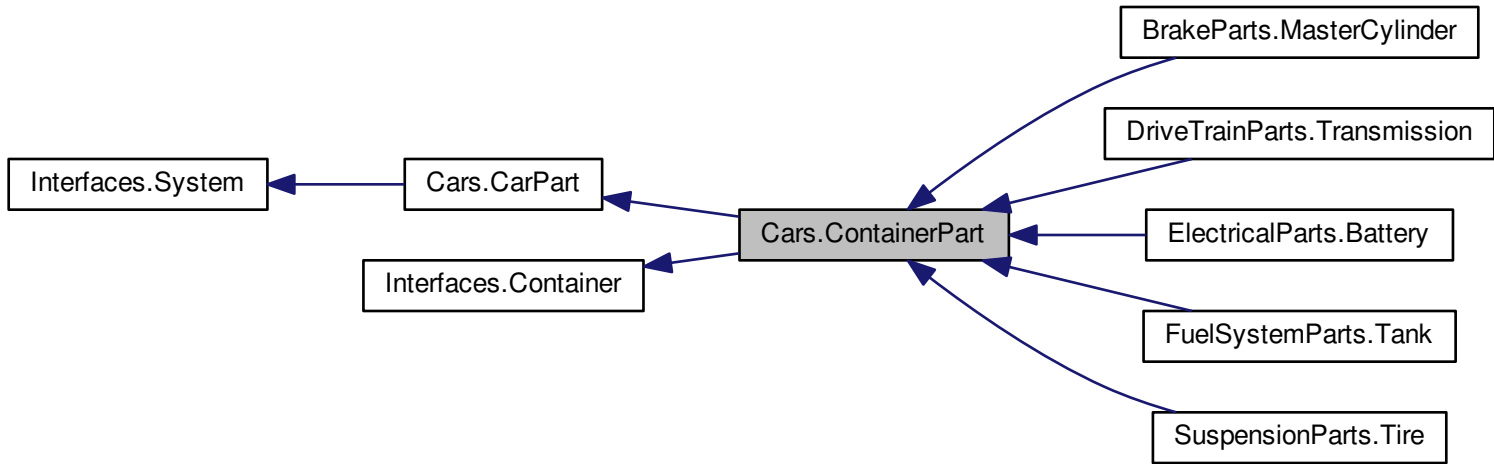 BrakeParts.MasterCylinder
DriveTrainParts.Transmission
Interfaces.System
Cars.CarPart
Cars.ContainerPart
ElectricalParts.Battery
Interfaces.Container
FuelSystemParts.Tank
SuspensionParts.Tire